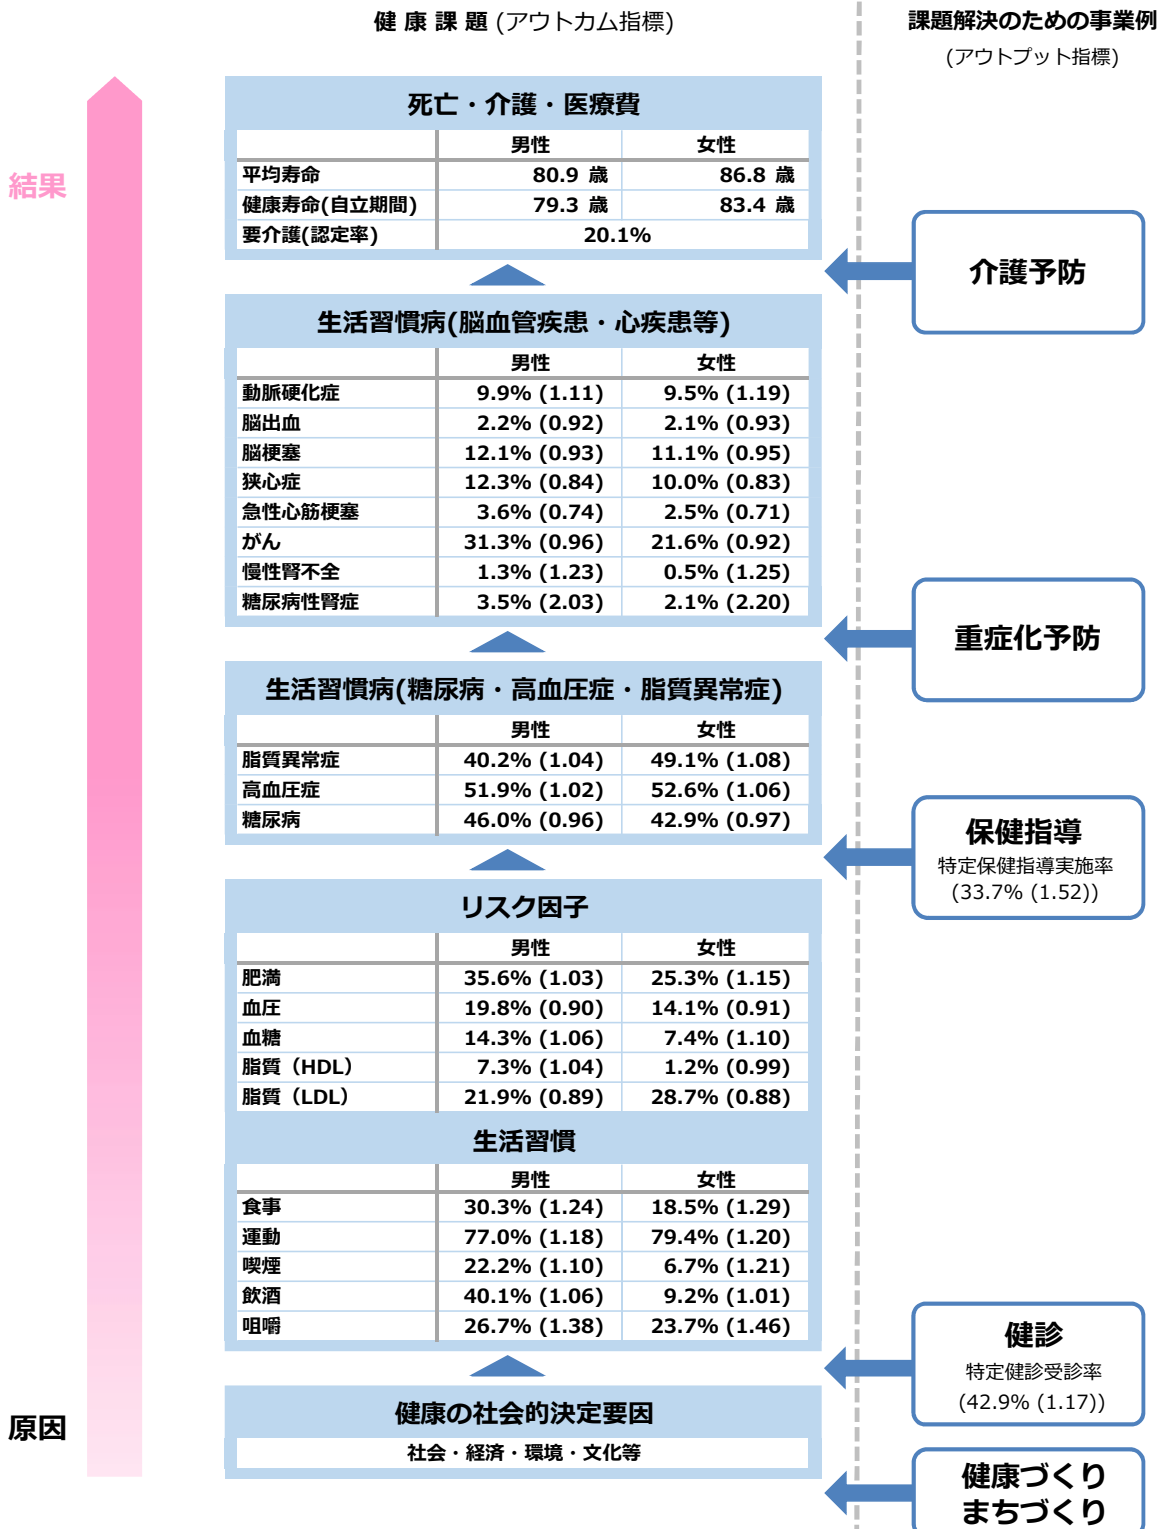 健 康 課 題 (アウトカム指標)
課題解決のための事業例
(アウトプット指標)
結果
原因
死亡・介護・医療費
男性 女性
平均寿命 80.9 歳 86.8 歳
健康寿命(自立期間) 79.3 歳 83.4 歳
要介護(認定率) 20.1%
介護予防
生活習慣病(脳血管疾患・心疾患等)
男性 女性
動脈硬化症 9.9% (1.11) 9.5% (1.19)
脳出血 2.2% (0.92) 2.1% (0.93)
脳梗塞 12.1% (0.93) 11.1% (0.95)
狭心症 12.3% (0.84) 10.0% (0.83)
急性心筋梗塞 3.6% (0.74) 2.5% (0.71)
がん 31.3% (0.96) 21.6% (0.92)
慢性腎不全 1.3% (1.23) 0.5% (1.25)
糖尿病性腎症 3.5% (2.03) 2.1% (2.20)
重症化予防
生活習慣病(糖尿病・高血圧症・脂質異常症)
男性 女性
脂質異常症 40.2% (1.04) 49.1% (1.08)
高血圧症 51.9% (1.02) 52.6% (1.06)
糖尿病 46.0% (0.96) 42.9% (0.97)
保健指導
特定保健指導実施率
(33.7% (1.52))
リスク因子
男性 女性
肥満 35.6% (1.03) 25.3% (1.15)
血圧 19.8% (0.90) 14.1% (0.91)
血糖 14.3% (1.06) 7.4% (1.10)
脂質（HDL） 7.3% (1.04) 1.2% (0.99)
脂質（LDL） 21.9% (0.89) 28.7% (0.88)
生活習慣
男性 女性
食事 30.3% (1.24) 18.5% (1.29)
運動 77.0% (1.18) 79.4% (1.20)
喫煙 22.2% (1.10) 6.7% (1.21)
飲酒 40.1% (1.06) 9.2% (1.01)
咀嚼 26.7% (1.38) 23.7% (1.46)
健診
特定健診受診率
(42.9% (1.17))
健康の社会的決定要因
社会・経済・環境・文化等
健康づくり
まちづくり